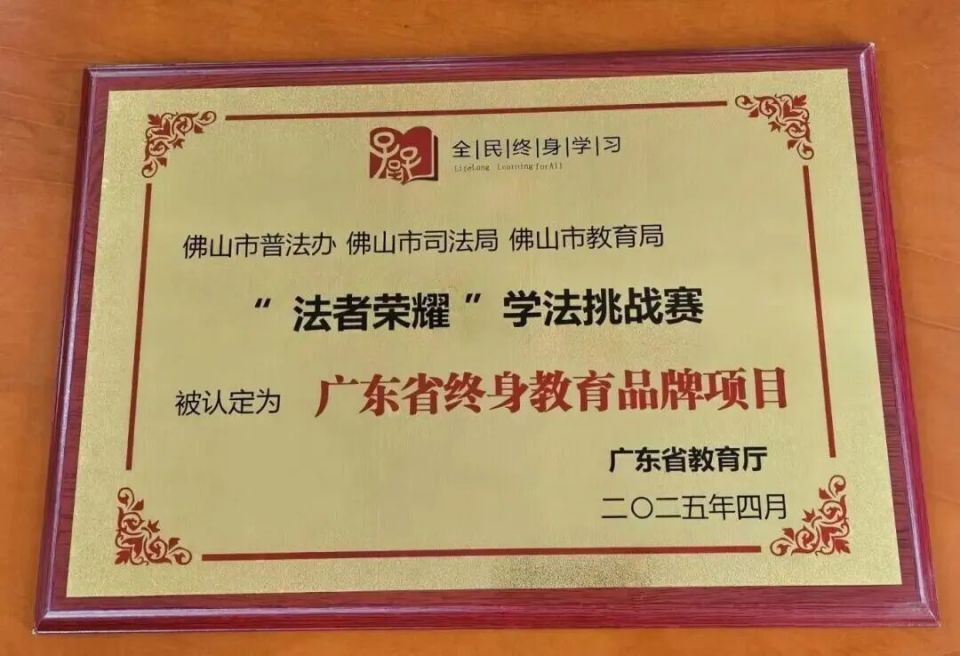 全|民|终|身|学|习
LifeLong Learning for All
佛山市普法办 佛山市司法局 佛山市教育局
“法者荣耀”学法挑战赛
被认定为 广东省终身教育品牌项目
广东省教育厅
二〇二五年四月